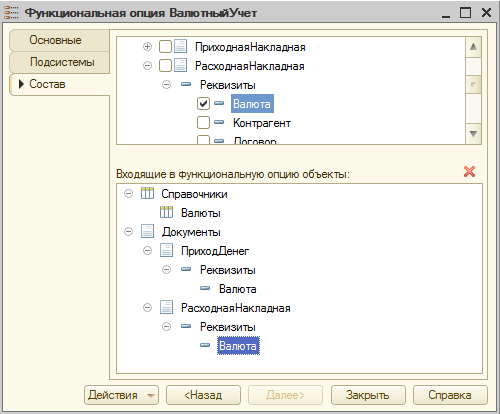 Функциональная опция ВалютныйУчет
Основные
Подсистемы
Состав
ПриходнаяНакладная
РасходнаяНакладная
Реквизиты
Валюта
Контрагент
Договор
Входящие в функциональную опцию объекты:
Справочники
Валюты
Документы
ПриходДенег
Реквизиты
Валюта
РасходнаяНакладная
Реквизиты
Валюта
Действия
<Назад
Далее>
Закрыть
Справка